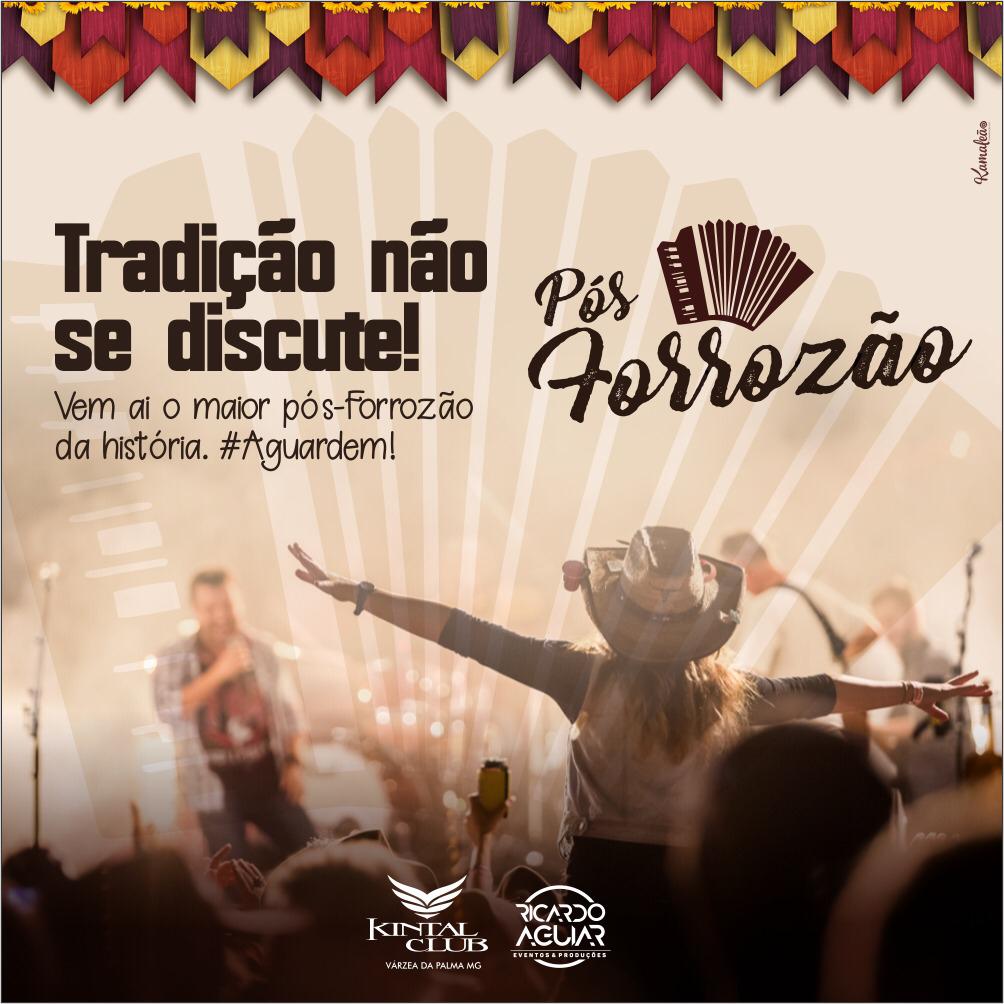 Kamaleão
Tradição não
se discute!
Vem ai o maior pós-Forrozão
da história. #Aguardem!
Pós
Forrozão
KINTAL
CLUB
VÁRZEA DA PALMA MG
RICARDO
AGUIAR
EVENTOS & PRODUÇÕES